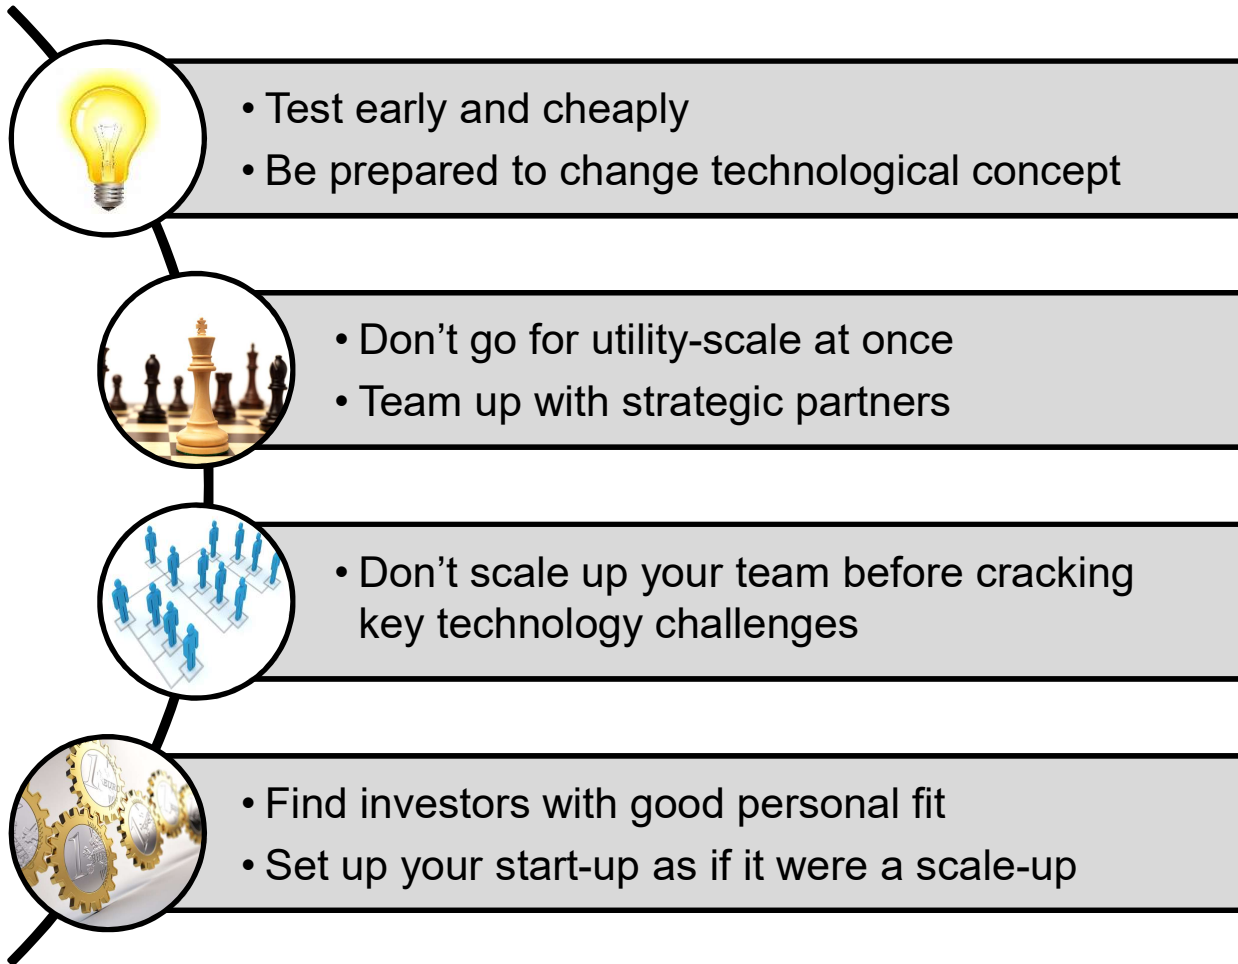 • Test early and cheaply
• Be prepared to change technological concept
• Don’t go for utility-scale at once
• Team up with strategic partners
• Don’t scale up your team before cracking
key technology challenges
• Find investors with good personal fit
• Set up your start-up as if it were a scale-up